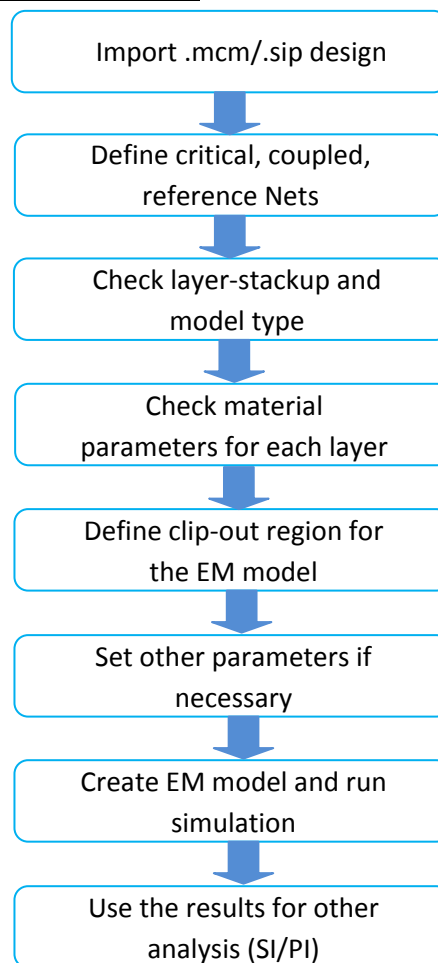 Import .mcm/.sip design
Define critical, coupled,
reference Nets
Check layer-stackup and
model type
Check material
parameters for each layer
Define clip-out region for
the EM model
Set other parameters if
necessary
Create EM model and run
simulation
Use the results for other
analysis (SI/PI)